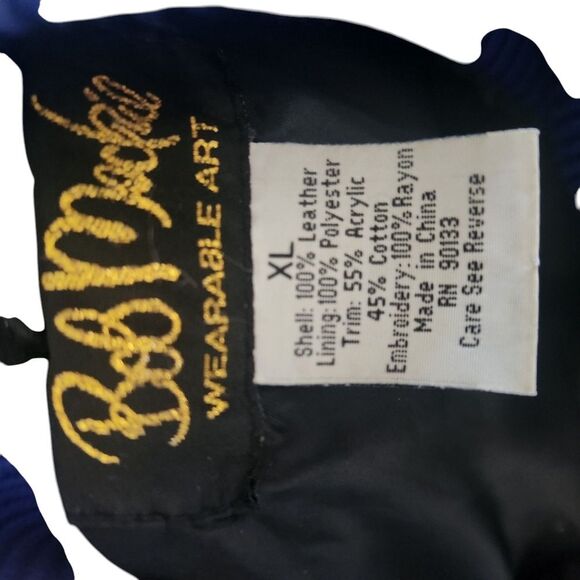 Bob Mackie
WEARABLE ART
XL
Shell: 100% Leather
Lining: 100% Polyester
Trim: 55% Acrylic
45% Cotton
Embroidery: 100% Rayon
Made in China
RN 90133
Care See Reverse